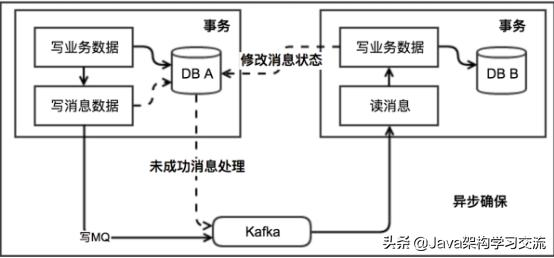 事务
写业务数据
DB A
写消息数据
修改消息状态
事务
写业务数据
DB B
读消息
未成功消息处理
异步确保
写MQ
Kafka
头条 @Java架构学习交流